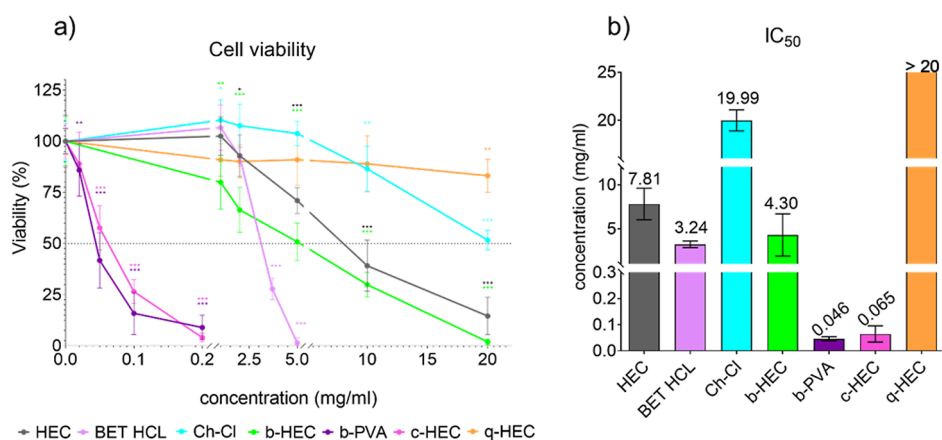 a)
Cell viability
Viability (%)
125
100
75
50
25
0
0.0 0.1 0.2 2.5 5.0 10 15 20
concentration (mg/ml)
HEC BET HCL Ch-Cl b-HEC b-PVA c-HEC q-HEC
b)
IC50
concentration (mg/ml)
25
20
10
5
0.3
0.2
0.1
0.0
7.81
3.24
19.99
4.30
0.046
0.065
> 20
HEC
BET HCL
Ch-Cl
b-HEC
b-PVA
c-HEC
q-HEC